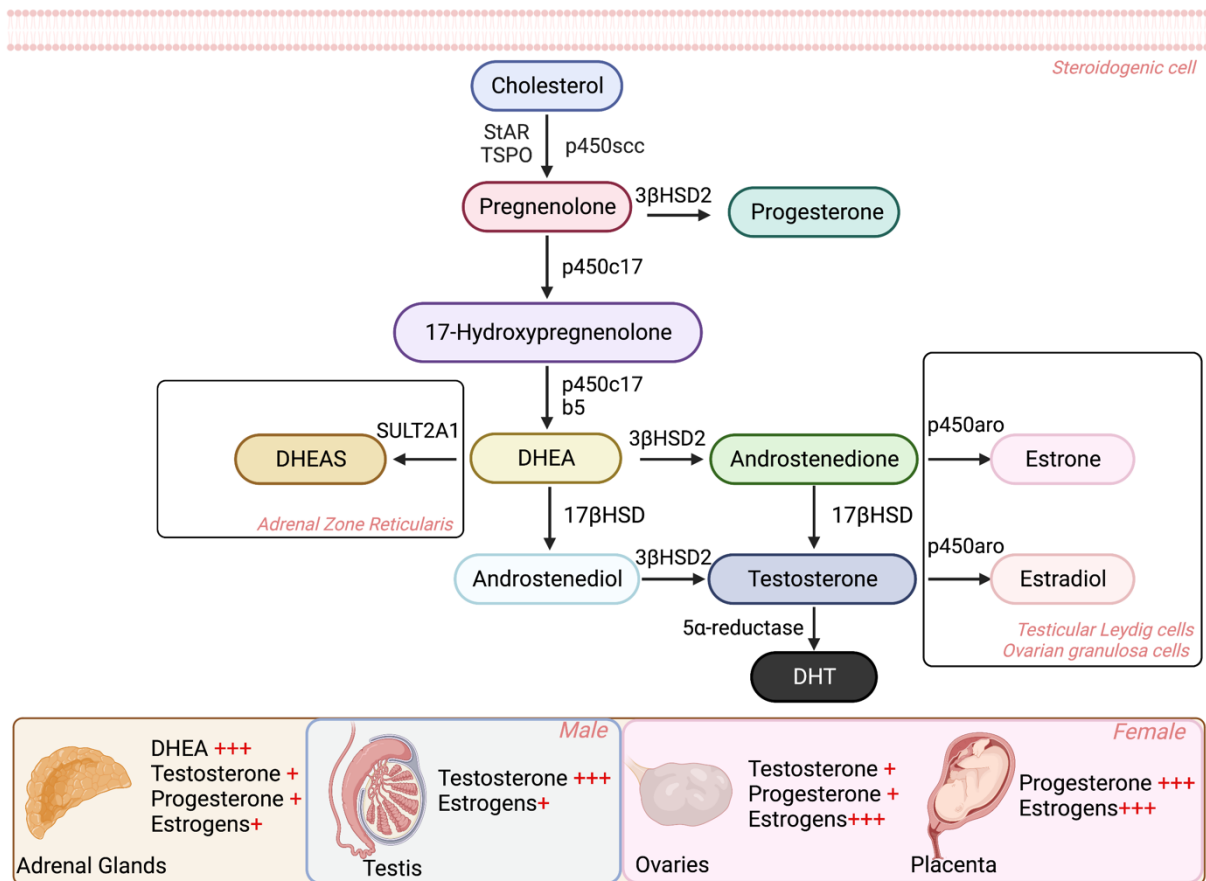 Steroidogenic cell
Cholesterol
StAR
TSPO
p450scc
Pregnenolone
3βHSD2
Progesterone
p450c17
17-Hydroxypregnenolone
p450c17
b5
SULT2A1
DHEAS
DHEA
3βHSD2
Androstenedione
p450aro
Estrone
Adrenal Zone Reticularis
17βHSD
17βHSD
Androstenediol
3βHSD2
Testosterone
p450aro
Estradiol
5α-reductase
Testicular Leydig cells
Ovarian granulosa cells
DHT
DHEA +++
Testosterone +
Progesterone +
Estrogens+
Adrenal Glands
Male
Testosterone +++
Estrogens+
Testis
Female
Testosterone +
Progesterone +
Estrogens+++
Ovaries
Progesterone +++
Estrogens+++
Placenta